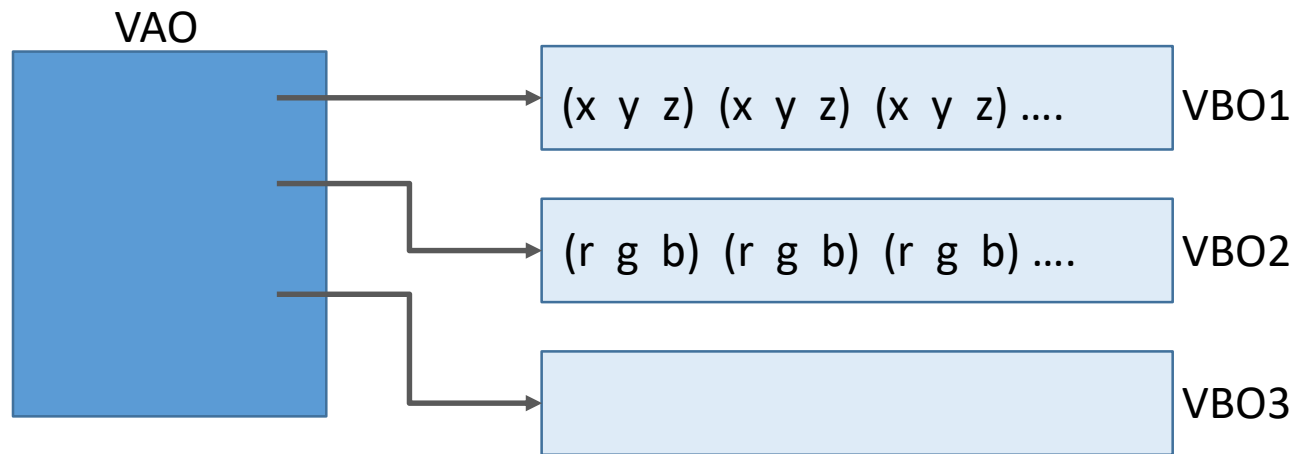 VAO
(x y z) (x y z) (x y z) .... VBO1
(r g b) (r g b) (r g b) .... VBO2
VBO3